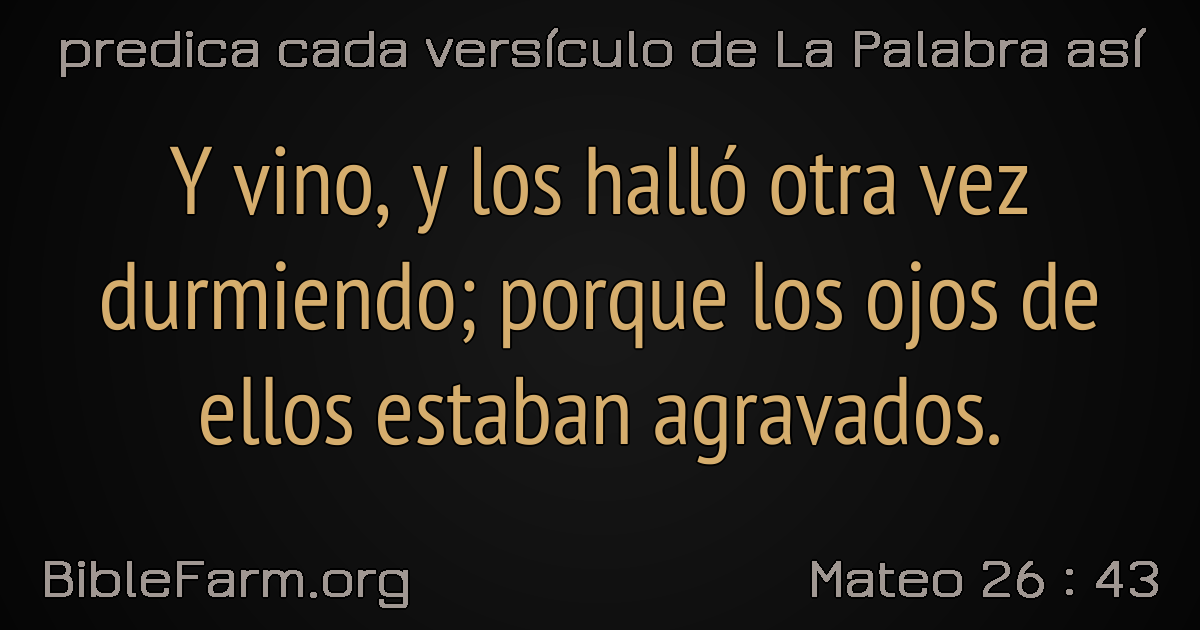 predica cada versículo de La Palabra así
Y vino, y los halló otra vez
durmiendo; porque los ojos de
ellos estaban agravados.
BibleFarm.org
Mateo 26 : 43